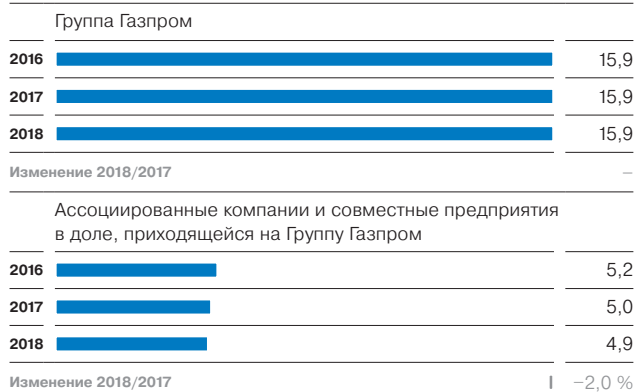 Группа Газпром
2016 15,9
2017 15,9
2018 15,9
Изменение 2018/2017 –
Ассоциированные компании и совместные предприятия
в доле, приходящейся на Группу Газпром
2016 5,2
2017 5,0
2018 4,9
Изменение 2018/2017 −2,0 %